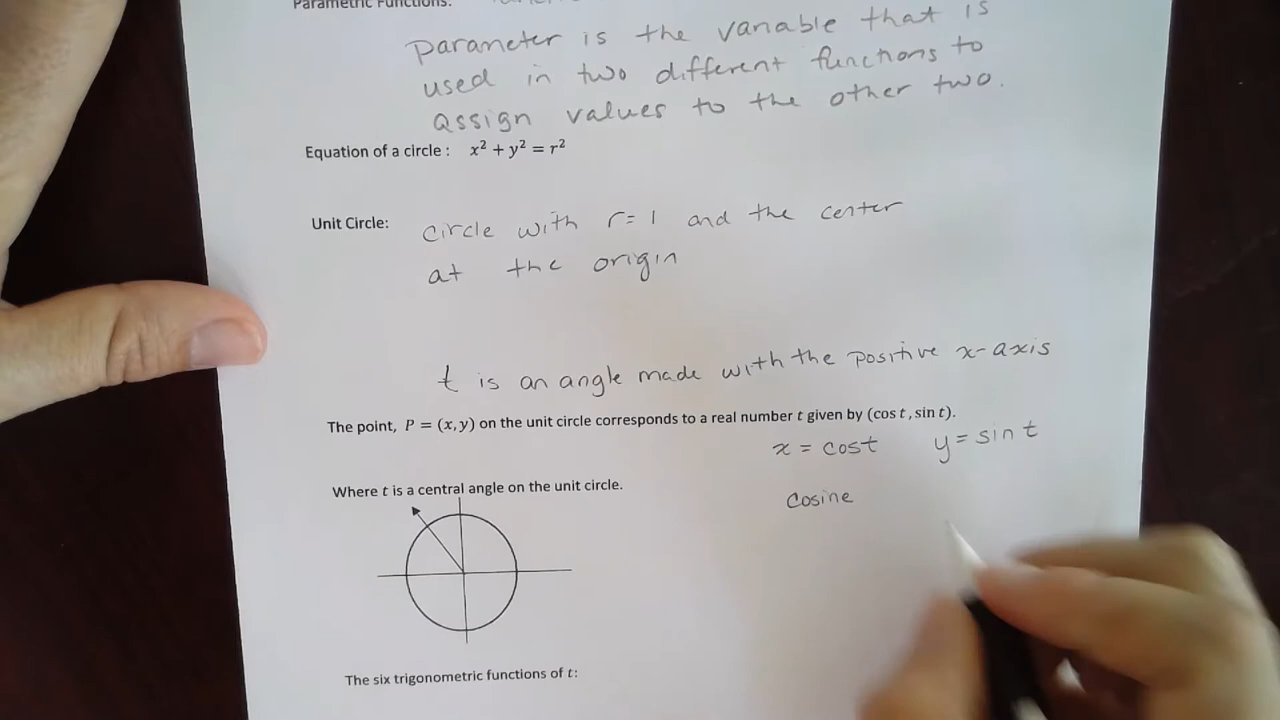 Parametric Functions:
parameter is the variable that is
used in two different functions to
assign values to the other two.
Equation of a circle : x² + y² = r²
Unit Circle: circle with r=1 and the center
at the origin
t is an angle made with the positive x-axis
The point, P = (x, y) on the unit circle corresponds to a real number t given by (cos t , sin t).
x = cost y = sin t
Where t is a central angle on the unit circle.
cosine
The six trigonometric functions of t: